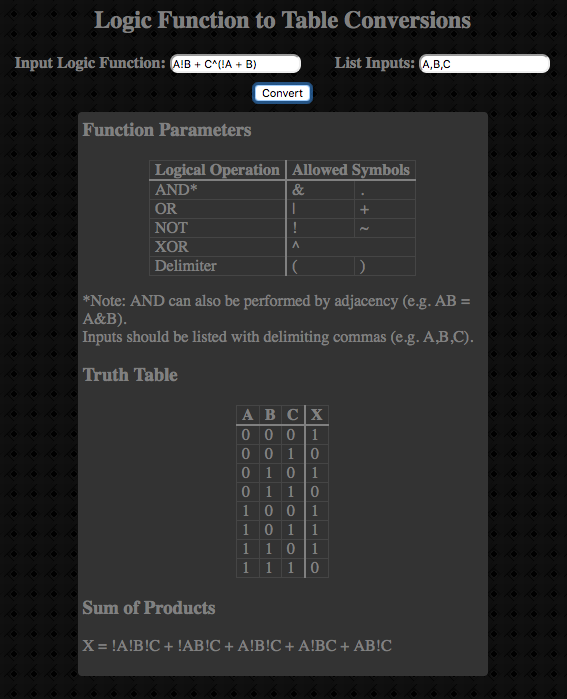 Logic Function to Table Conversions
Input Logic Function: A!B + C^(!A + B) List Inputs: A,B,C
Convert
Function Parameters
Logical Operation Allowed Symbols
AND* & .
OR | +
NOT ! ~
XOR ^
Delimiter ( )
*Note: AND can also be performed by adjacency (e.g. AB =
A&B).
Inputs should be listed with delimiting commas (e.g. A,B,C).
Truth Table
A B C X
0 0 0 1
0 0 1 0
0 1 0 1
0 1 1 0
1 0 0 1
1 0 1 1
1 1 0 1
1 1 1 0
Sum of Products
X = !A!B!C + !AB!C + A!B!C + A!BC + AB!C